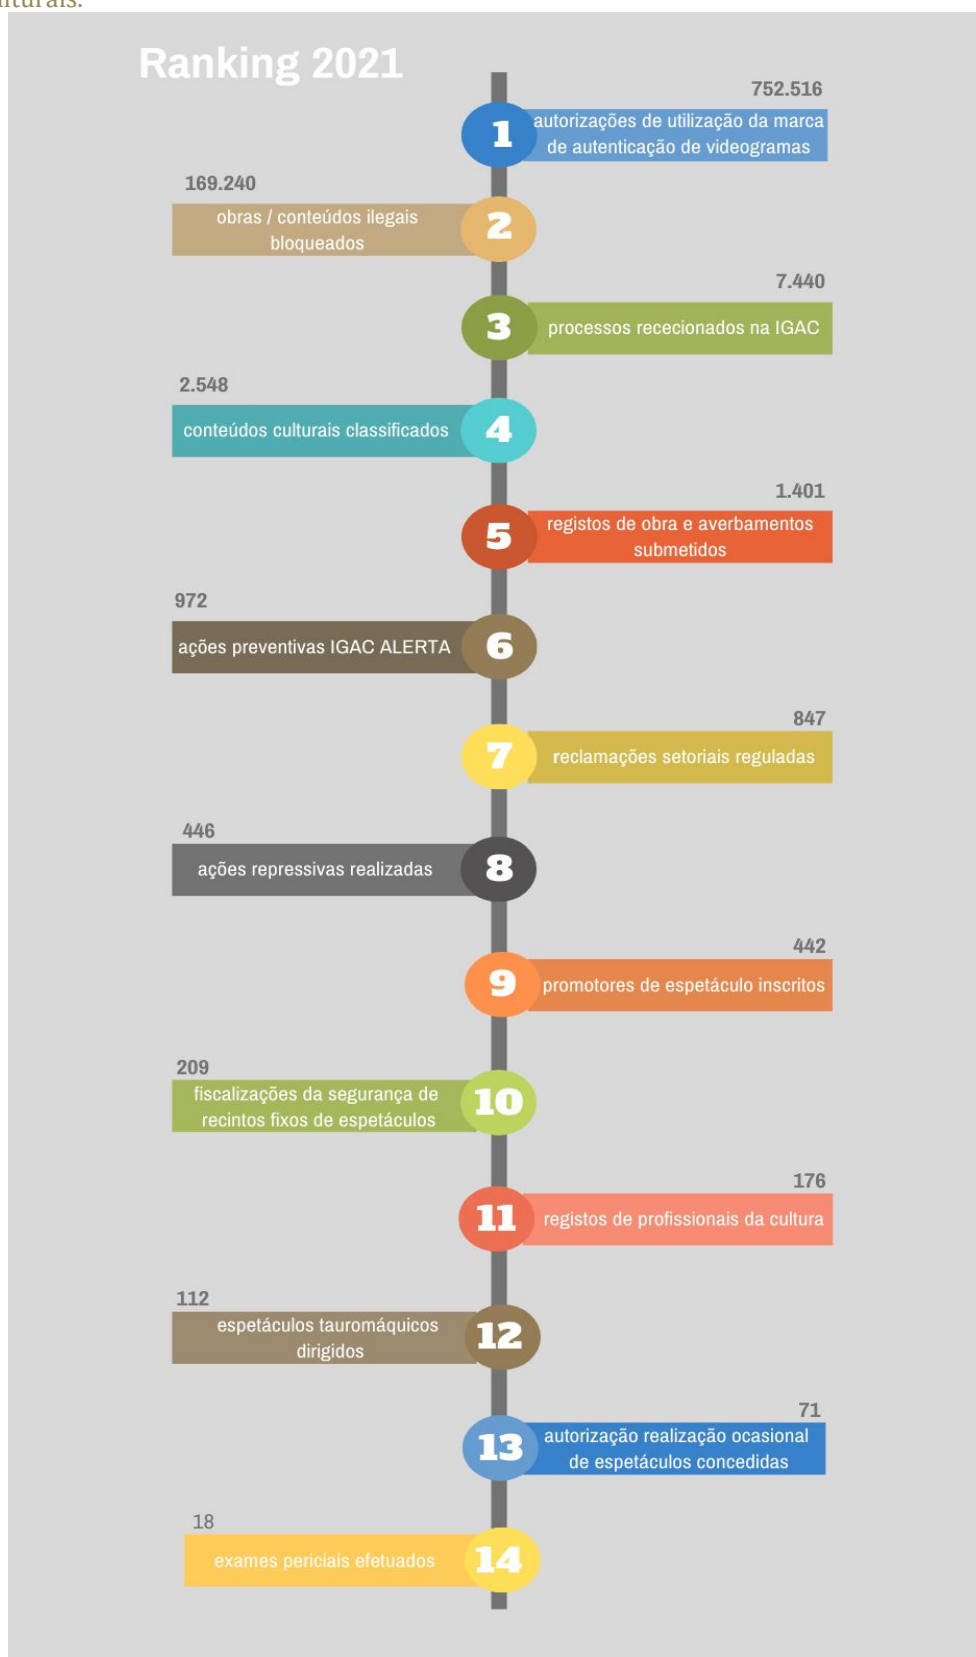 Ranking 2021
752.516
1
autorizações de utilização da marca
de autenticação de videogramas
169.240
obras / conteúdos ilegais
bloqueados
2
7.440
3
processos rececionados na IGAC
2.548
conteúdos culturais classificados
4
1.401
5
registos de obra e averbamentos
submetidos
972
ações preventivas IGAC ALERTA
6
847
7
reclamações setoriais reguladas
446
ações repressivas realizadas
8
442
9
promotores de espetáculo inscritos
209
fiscalizações da segurança de
recintos fixos de espetáculos
10
176
11
registos de profissionais da cultura
112
espetáculos tauromáquicos
dirigidos
12
71
13
autorização realização ocasional
de espetáculos concedidas
18
exames periciais efetuados
14